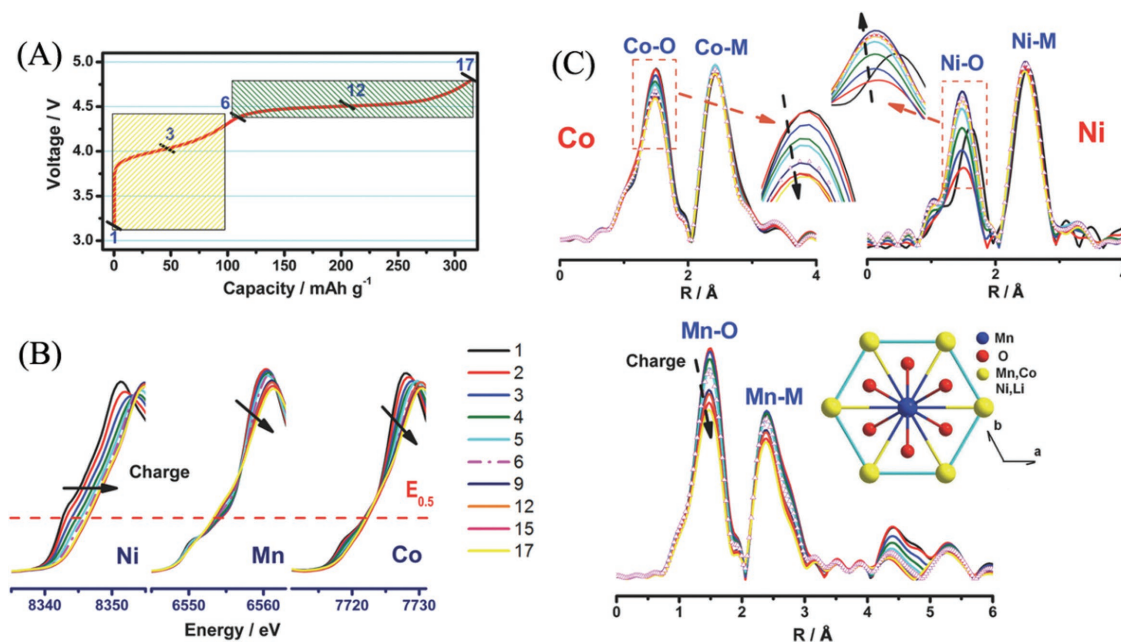 (A)
5.0
4.5
4.0
3.5
3.0
Voltage / V
1
3
6
12
17
0
50
100
150
200
250
300
Capacity / mAh g⁻¹
(B)
Charge
E₀.₅
Ni
Mn
Co
8340
8350
6550
6560
7720
7730
Energy / eV
1
2
3
4
5
6
9
12
15
17
(C)
Co-O
Co-M
Co
0
2
4
R / Å
Ni-O
Ni-M
Ni
0
2
4
R / Å
Mn-O
Charge
Mn-M
Mn
O
Mn,Co
Ni,Li
b
a
0
1
2
3
4
5
6
R / Å